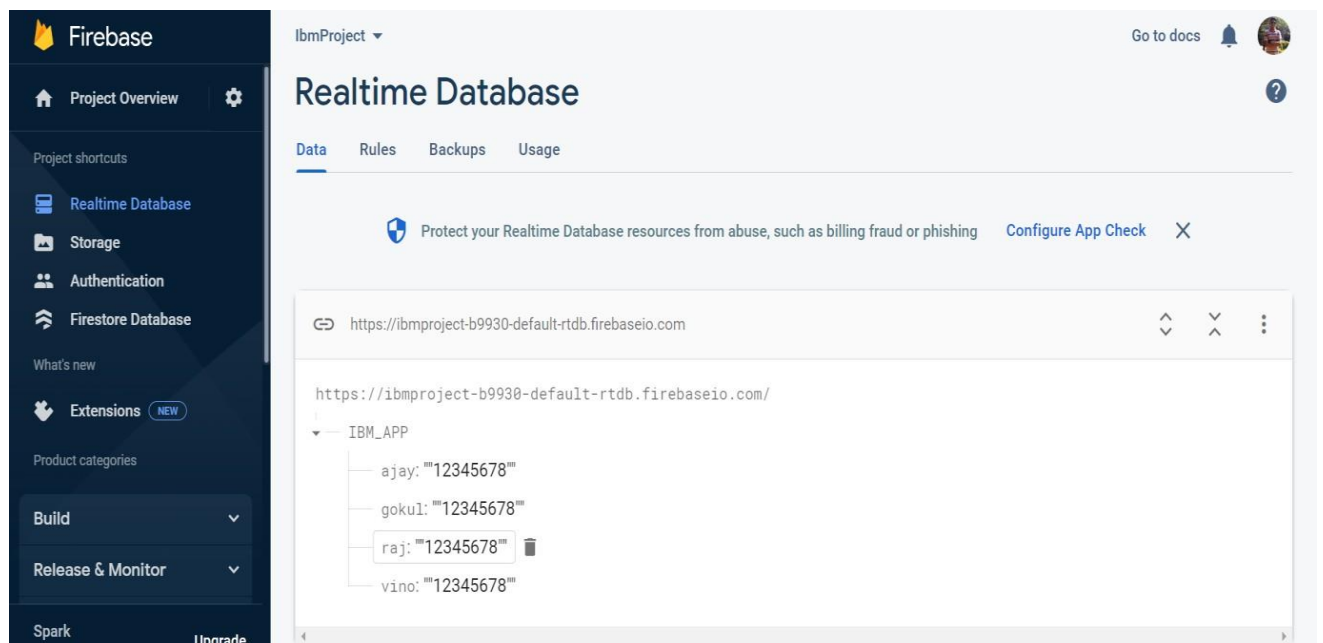 Firebase
IbmProject
Go to docs
Project Overview
Realtime Database
Data Rules Backups Usage
Project shortcuts
Realtime Database
Storage
Authentication
Firestore Database
What's new
Extensions NEW
Product categories
Build
Release & Monitor
Spark
Upgrade
Protect your Realtime Database resources from abuse, such as billing fraud or phishing Configure App Check
https://ibmproject-b9930-default-rtdb.firebaseio.com
https://ibmproject-b9930-default-rtdb.firebaseio.com/
IBM_APP
ajay: ""12345678""
gokul: ""12345678""
raj: ""12345678""
vino: ""12345678""